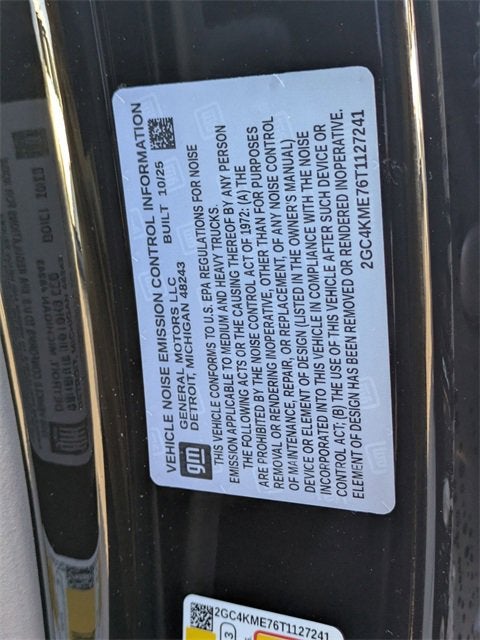 VEHICLE NOISE EMISSION CONTROL INFORMATION
gm
GENERAL MOTORS LLC
DETROIT, MICHIGAN 48243
BUILT 10/25
THIS VEHICLE CONFORMS TO U.S. EPA REGULATIONS FOR NOISE
EMISSION APPLICABLE TO MEDIUM AND HEAVY TRUCKS.
THE FOLLOWING ACTS OR THE CAUSING THEREOF BY ANY PERSON
ARE PROHIBITED BY THE NOISE CONTROL ACT OF 1972: (A) THE
REMOVAL OR RENDERING INOPERATIVE, OTHER THAN FOR PURPOSES
OF MAINTENANCE, REPAIR, OR REPLACEMENT, OF ANY NOISE CONTROL
DEVICE OR ELEMENT OF DESIGN (LISTED IN THE OWNER'S MANUAL)
INCORPORATED INTO THIS VEHICLE IN COMPLIANCE WITH THE NOISE
CONTROL ACT; (B) THE USE OF THIS VEHICLE AFTER SUCH DEVICE OR
ELEMENT OF DESIGN HAS BEEN REMOVED OR RENDERED INOPERATIVE.
2GC4KME76T1127241
2GC4KME76T1127241
3